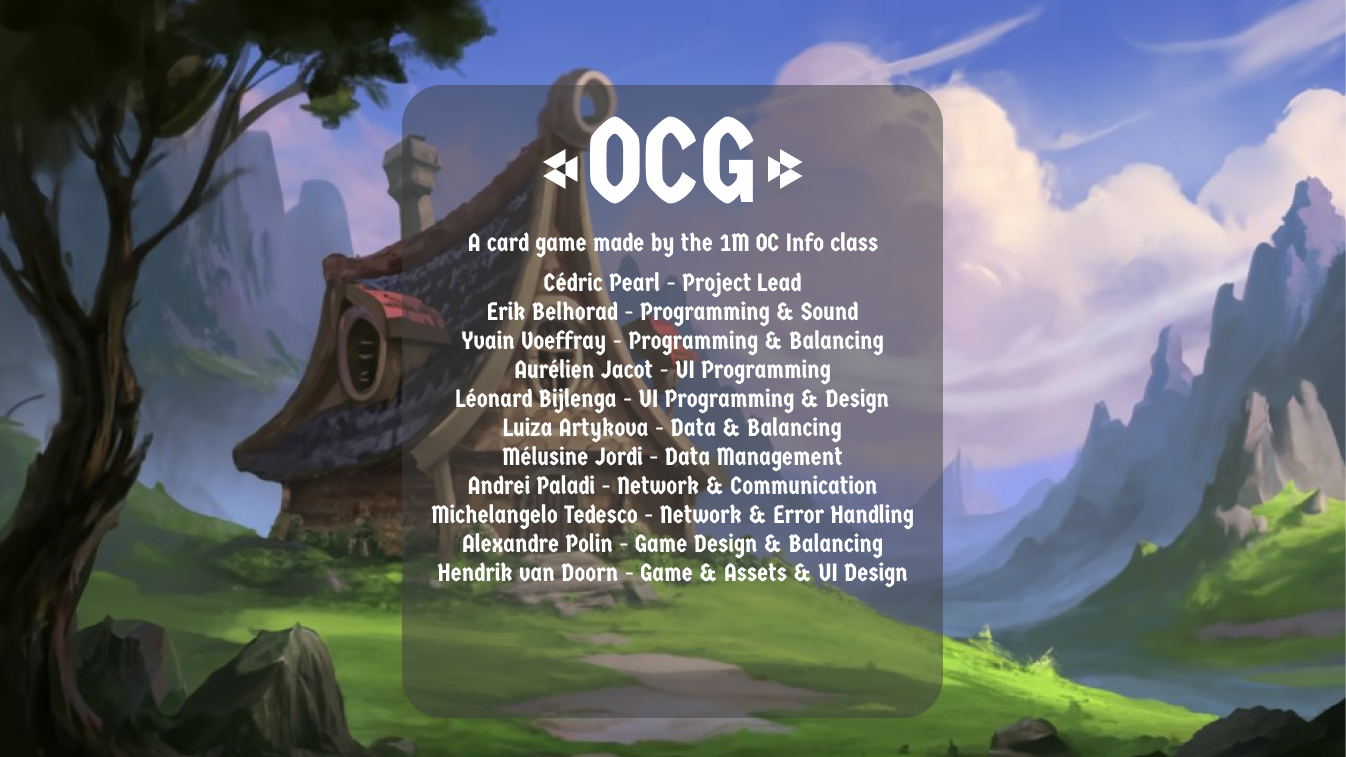 OCG
A card game made by the 1M OC Info class
Cédric Pearl - Project Lead
Erik Belhorad - Programming & Sound
Yvain Voeffray - Programming & Balancing
Aurélien Jacot - UI Programming
Léonard Bijlenga - UI Programming & Design
Luiza Artykova - Data & Balancing
Mélusine Jordi - Data Management
Andrei Paladi - Network & Communication
Michelangelo Tedesco - Network & Error Handling
Alexandre Polin - Game Design & Balancing
Hendrik van Doorn - Game & Assets & UI Design